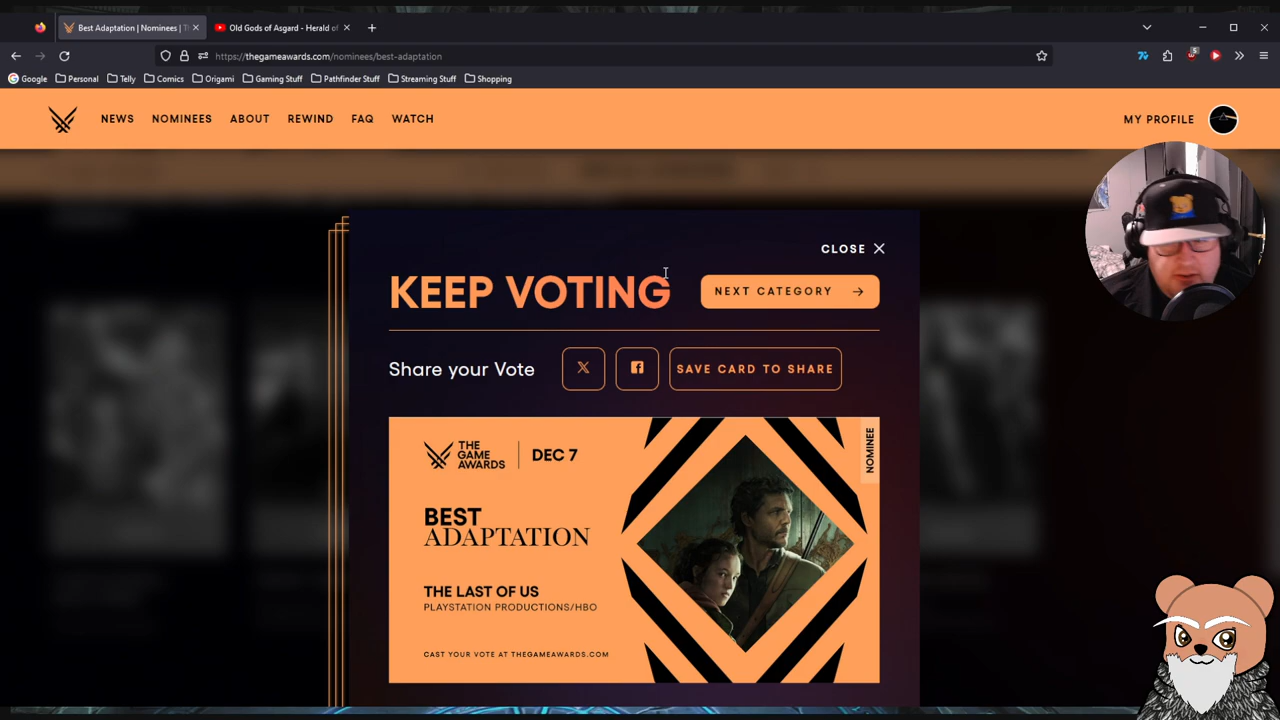 Best Adaptation | Nominees | T
Old Gods of Asgard - Herald of
https://thegameawards.com/nominees/best-adaptation
Google
Personal
Telly
Comics
Origami
Gaming Stuff
Pathfinder Stuff
Streaming Stuff
Shopping
NEWS
NOMINEES
ABOUT
REWIND
FAQ
WATCH
MY PROFILE
CLOSE
KEEP VOTING
NEXT CATEGORY
Share your Vote
SAVE CARD TO SHARE
THE
GAME
AWARDS
DEC 7
NOMINEE
BEST
ADAPTATION
THE LAST OF US
PLAYSTATION PRODUCTIONS/HBO
CAST YOUR VOTE AT THEGAMEAWARDS.COM